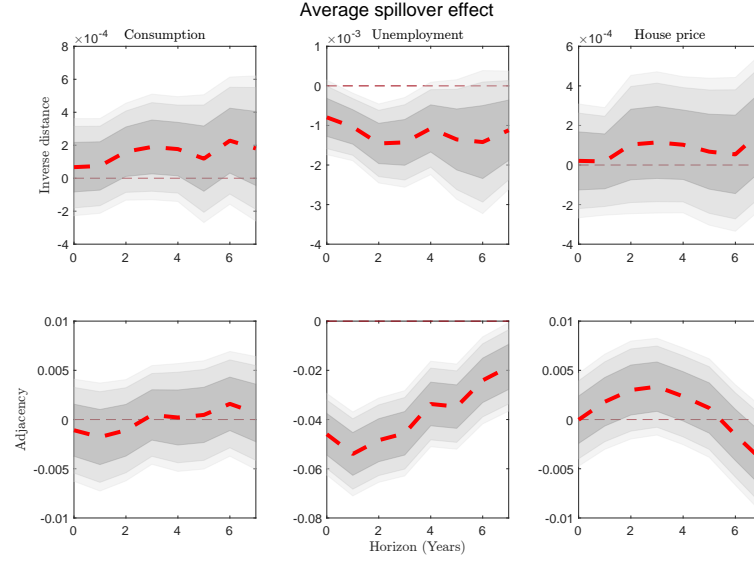 Average spillover effect
Consumption
Unemployment
House price
×10⁻⁴
×10⁻³
×10⁻⁴
Inverse distance
8
6
4
2
0
-2
-4
0 2 4 6
1
0
-1
-2
-3
-4
0 2 4 6
6
4
2
0
-2
-4
0 2 4 6
Adjacency
0.01
0.005
0
-0.005
-0.01
0 2 4 6
0
-0.02
-0.04
-0.06
-0.08
0 2 4 6
0.01
0.005
0
-0.005
-0.01
0 2 4 6
Horizon (Years)